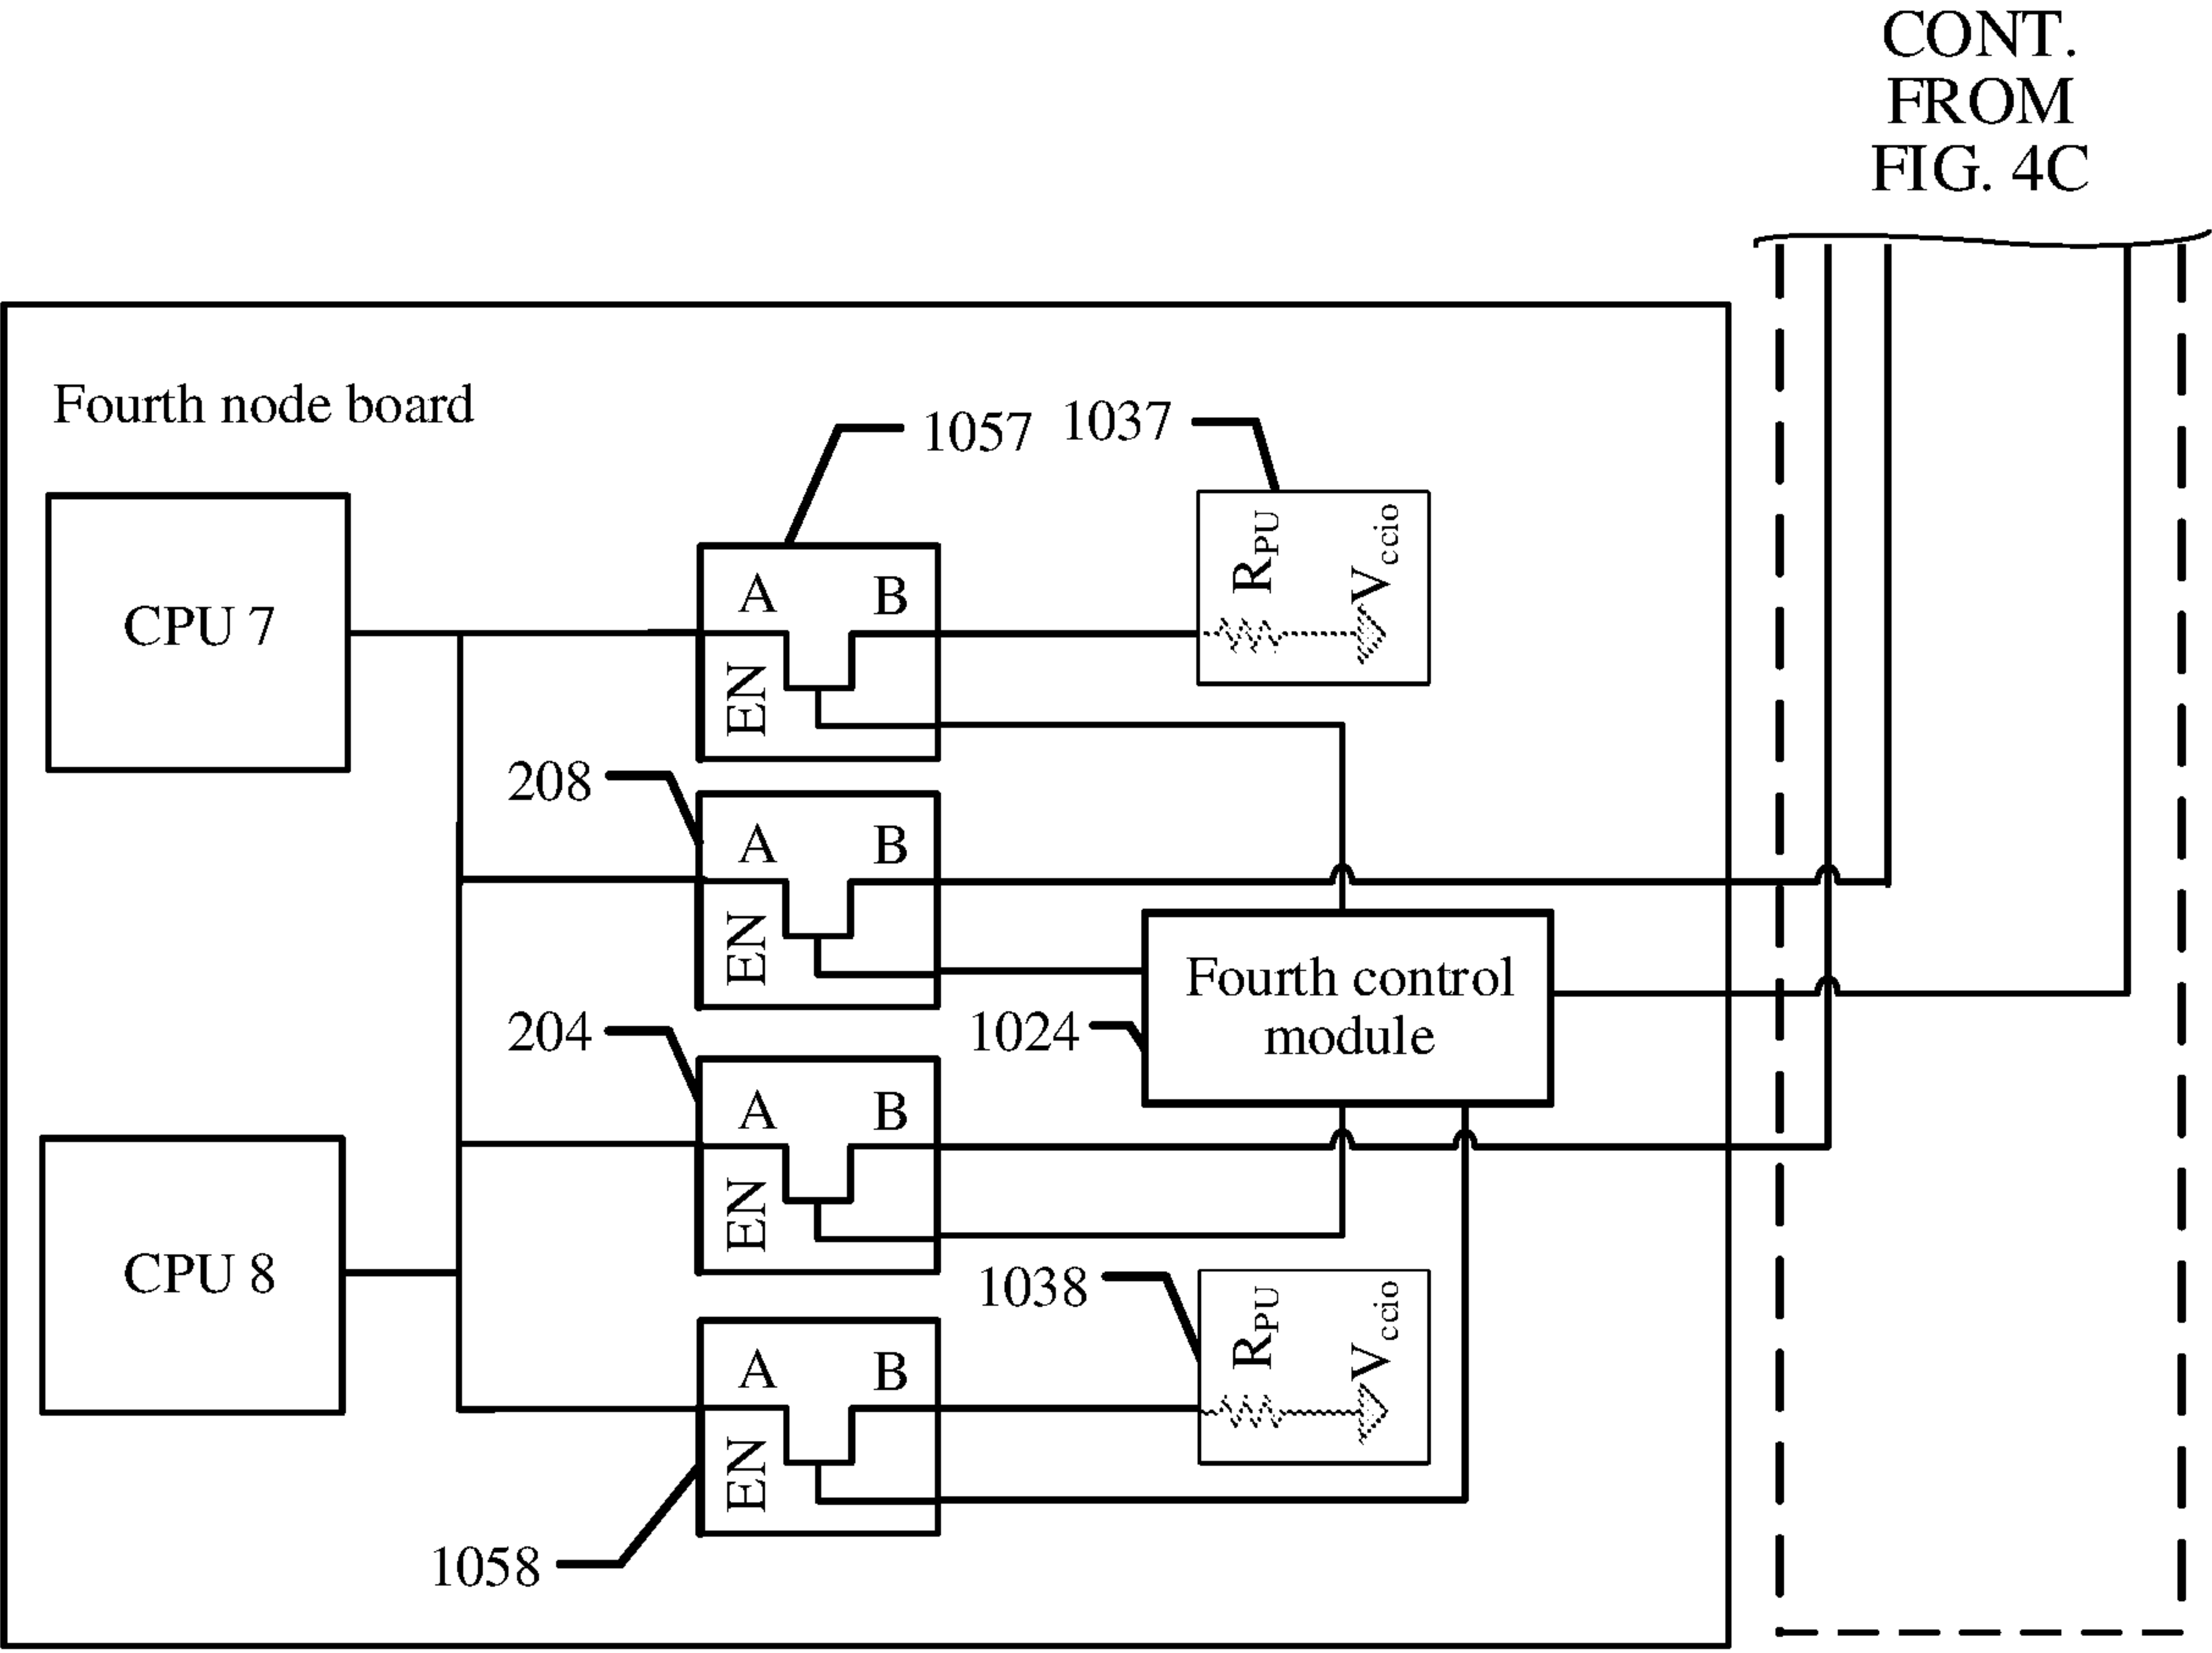 CONT.
FROM
FIG. 4C
Fourth node board
1057
1037
CPU 7
A
B
EN
RPU
Vccio
208
A
B
EN
Fourth control
module
1024
204
A
B
EN
CPU 8
1038
RPU
Vccio
A
B
EN
1058